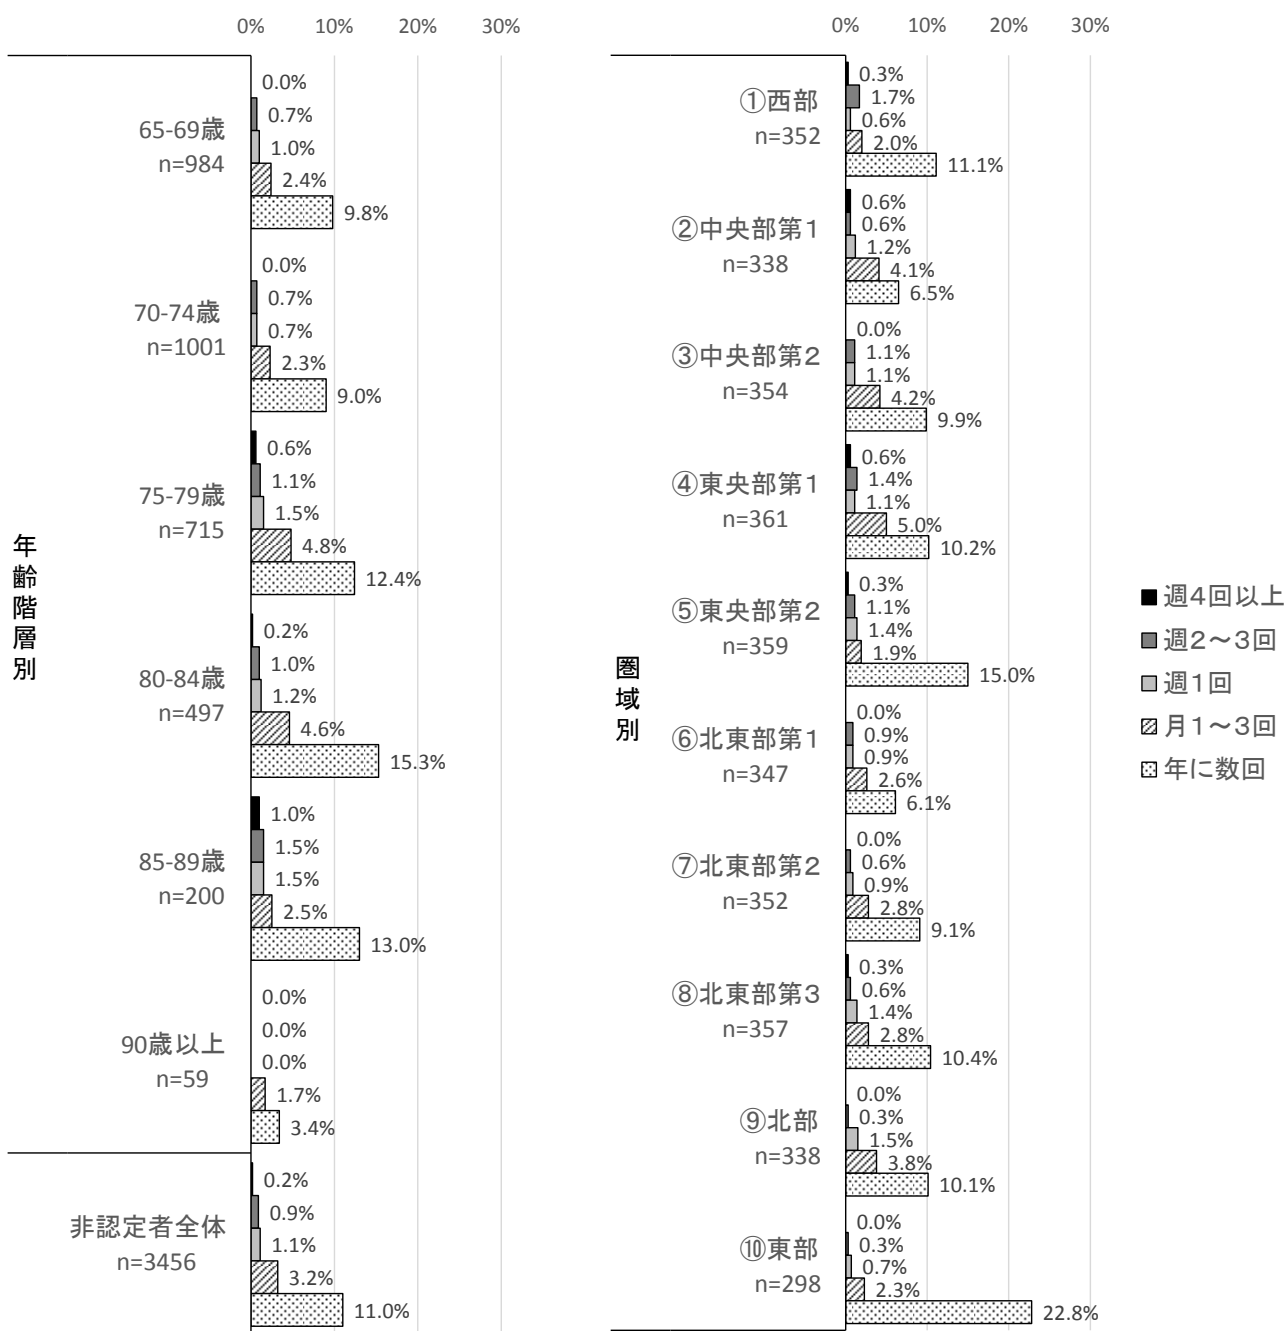 0%
10%
20%
30%
年齢階層別
65-69歳
n=984
0.0%
0.7%
1.0%
2.4%
9.8%
70-74歳
n=1001
0.0%
0.7%
0.7%
2.3%
9.0%
75-79歳
n=715
0.6%
1.1%
1.5%
4.8%
12.4%
80-84歳
n=497
0.2%
1.0%
1.2%
4.6%
15.3%
85-89歳
n=200
1.0%
1.5%
1.5%
2.5%
13.0%
90歳以上
n=59
0.0%
0.0%
0.0%
1.7%
3.4%
非認定者全体
n=3456
0.2%
0.9%
1.1%
3.2%
11.0%
0%
10%
20%
30%
圏域別
①西部
n=352
0.3%
1.7%
0.6%
2.0%
11.1%
②中央部第1
n=338
0.6%
0.6%
1.2%
4.1%
6.5%
③中央部第2
n=354
0.0%
1.1%
1.1%
4.2%
9.9%
④東央部第1
n=361
0.6%
1.4%
1.1%
5.0%
10.2%
⑤東央部第2
n=359
0.3%
1.1%
1.4%
1.9%
15.0%
⑥北東部第1
n=347
0.0%
0.9%
0.9%
2.6%
6.1%
⑦北東部第2
n=352
0.0%
0.6%
0.9%
2.8%
9.1%
⑧北東部第3
n=357
0.3%
0.6%
1.4%
2.8%
10.4%
⑨北部
n=338
0.0%
0.3%
1.5%
3.8%
10.1%
⑩東部
n=298
0.0%
0.3%
0.7%
2.3%
22.8%
週4回以上
週2～3回
週1回
月1～3回
年に数回